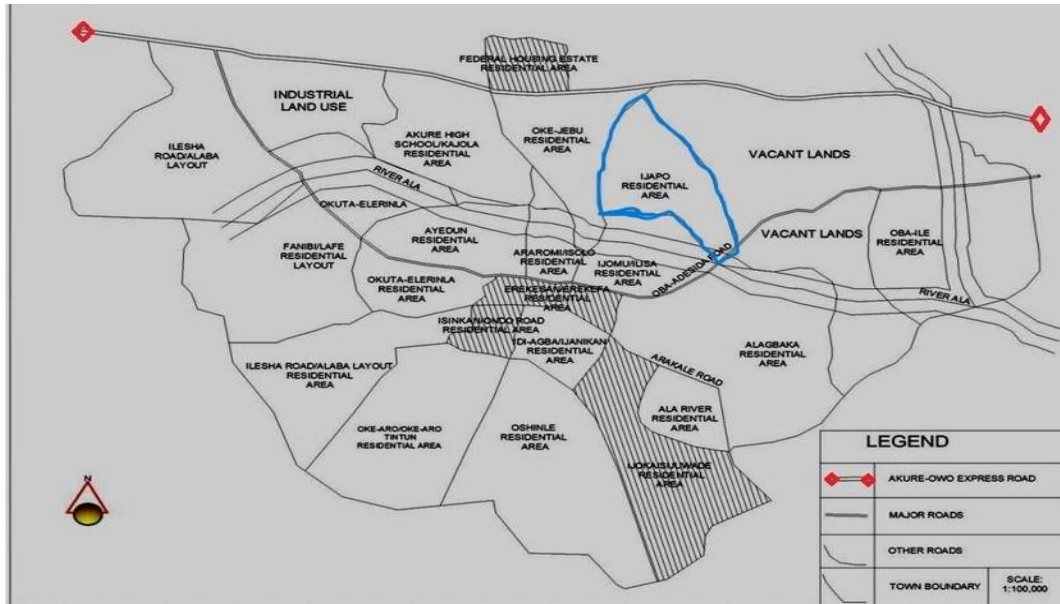 FEDERAL HOUSING ESTATE
RESIDENTIAL AREA
INDUSTRIAL
LAND USE
ILESHA
ROAD/ALABA
LAYOUT
AKURE HIGH
SCHOOL/KAJOLA
RESIDENTIAL
AREA
OKE-JEBU
RESIDENTIAL
AREA
IJAPO
RESIDENTIAL
AREA
VACANT LANDS
RIVER ALA
OKUTA-ELERINLA
FANIBI/LAFE
RESIDENTIAL
LAYOUT
AYEDUN
RESIDENTIAL
AREA
ARAROMI/ISOLO
RESIDENTIAL
AREA
IJOMU/ILISA
RESIDENTIAL
AREA
OBA-ADESIDA ROAD
VACANT LANDS
OBA-ILE
RESIDENTIAL
AREA
OKUTA-ELERINLA
RESIDENTIAL
AREA
EREKESAN/EREKEFA
RESIDENTIAL
AREA
RIVER ALA
ISINKAN/ONDO ROAD
RESIDENTIAL AREA
IDI-AGBA/IJANIKAN
RESIDENTIAL
AREA
ALAGBAKA
RESIDENTIAL
AREA
ARAKALE ROAD
ILESHA ROAD/ALABA LAYOUT
RESIDENTIAL
AREA
ALA RIVER
RESIDENTIAL
AREA
OKE-ARO/OKE-ARO
TINTUN
RESIDENTIAL AREA
OSHINLE
RESIDENTIAL
AREA
RESIDENTIAL
AREA
N
LEGEND
AKURE-OWO EXPRESS ROAD
MAJOR ROADS
OTHER ROADS
TOWN BOUNDARY
SCALE:
1:100,000